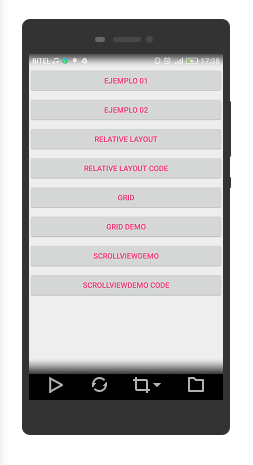 BITEL 17:38
EJEMPLO 01
EJEMPLO 02
RELATIVE LAYOUT
RELATIVE LAYOUT CODE
GRID
GRID DEMO
SCROLLVIEWDEMO
SCROLLVIEWDEMO CODE